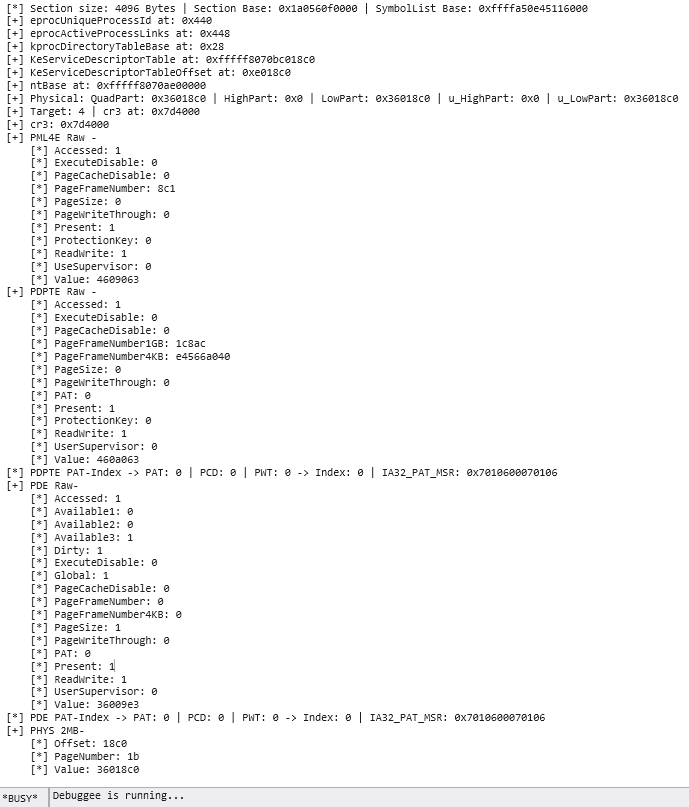 [*] Section size: 4096 Bytes | Section Base: 0x1a0560f0000 | SymbolList Base: 0xffffa50e45116000
[+] eprocUniqueProcessId at: 0x440
[+] eprocActiveProcessLinks at: 0x448
[+] kprocDirectoryTableBase at: 0x28
[+] KeServiceDescriptorTable at: 0xfffff8070bc018c0
[+] KeServiceDescriptorTableOffset at: 0xe018c0
[+] ntBase at: 0xfffff8070ae00000
[+] Physical: QuadPart: 0x36018c0 | HighPart: 0x0 | LowPart: 0x36018c0 | u_HighPart: 0x0 | u_LowPart: 0x36018c0
[+] Target: 4 | cr3 at: 0x7d4000
[+] cr3: 0x7d4000
[+] PML4E Raw -
[*] Accessed: 1
[*] ExecuteDisable: 0
[*] PageCacheDisable: 0
[*] PageFrameNumber: 8c1
[*] PageSize: 0
[*] PageWriteThrough: 0
[*] Present: 1
[*] ProtectionKey: 0
[*] ReadWrite: 1
[*] UseSupervisor: 0
[*] Value: 4609063
[+] PDPTE Raw -
[*] Accessed: 1
[*] ExecuteDisable: 0
[*] PageCacheDisable: 0
[*] PageFrameNumber1GB: 1c8ac
[*] PageFrameNumber4KB: e4566a040
[*] PageSize: 0
[*] PageWriteThrough: 0
[*] PAT: 0
[*] Present: 1
[*] ProtectionKey: 0
[*] ReadWrite: 1
[*] UserSupervisor: 0
[*] Value: 460a063
[*] PDPTE PAT-Index -> PAT: 0 | PCD: 0 | PWT: 0 -> Index: 0 | IA32_PAT_MSR: 0x7010600070106
[+] PDE Raw-
[*] Accessed: 1
[*] Available1: 0
[*] Available2: 0
[*] Available3: 1
[*] Dirty: 1
[*] ExecuteDisable: 0
[*] Global: 1
[*] PageCacheDisable: 0
[*] PageFrameNumber: 0
[*] PageFrameNumber4KB: 0
[*] PageSize: 1
[*] PageWriteThrough: 0
[*] PAT: 0
[*] Present: 1
[*] ReadWrite: 1
[*] UserSupervisor: 0
[*] Value: 36009e3
[*] PDE PAT-Index -> PAT: 0 | PCD: 0 | PWT: 0 -> Index: 0 | IA32_PAT_MSR: 0x7010600070106
[+] PHYS 2MB-
[*] Offset: 18c0
[*] PageNumber: 1b
[*] Value: 36018c0
*BUSY* Debuggee is running...